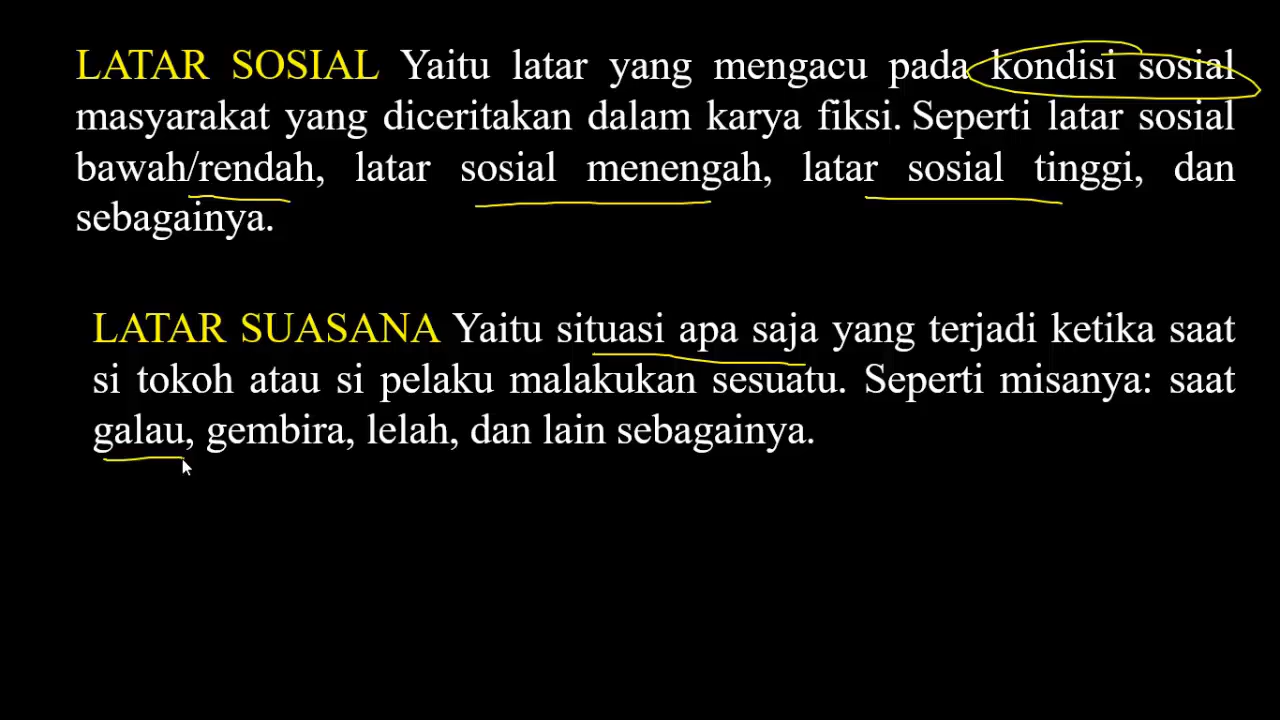 LATAR SOSIAL Yaitu latar yang mengacu pada kondisi sosial
masyarakat yang diceritakan dalam karya fiksi. Seperti latar sosial
bawah/rendah, latar sosial menengah, latar sosial tinggi, dan
sebagainya.
LATAR SUASANA Yaitu situasi apa saja yang terjadi ketika saat
si tokoh atau si pelaku malakukan sesuatu. Seperti misanya: saat
galau, gembira, lelah, dan lain sebagainya.